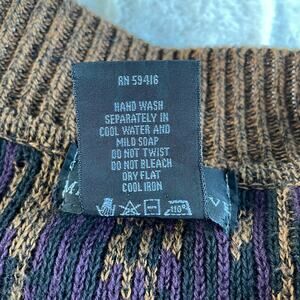 RN 59416
HAND WASH
SEPARATELY IN
COOL WATER AND
MILD SOAP
DO NOT TWIST
DO NOT BLEACH
DRY FLAT
COOL IRON
110°